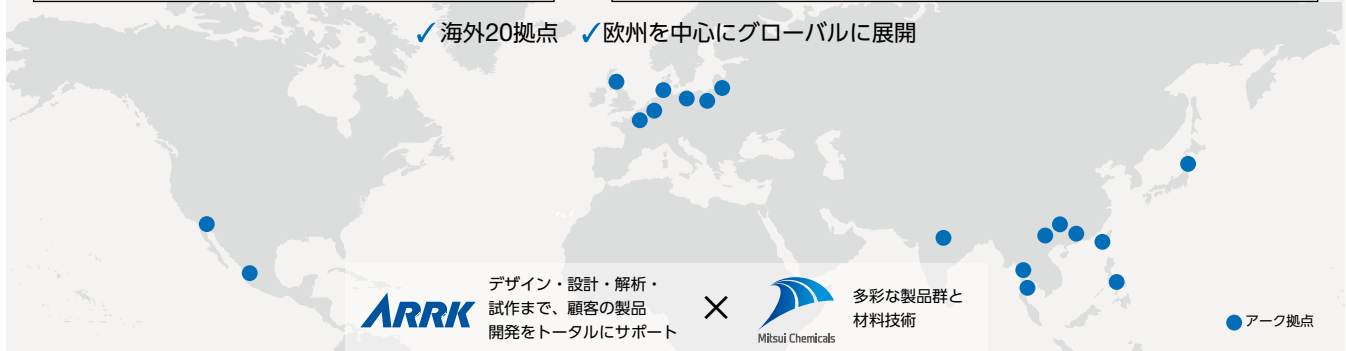 ✓海外20拠点 ✓欧州を中心にグローバルに展開
ARRK
デザイン・設計・解析・
試作まで、顧客の製品
開発をトータルにサポート
×
Mitsui Chemicals
多彩な製品群と
材料技術
アーク拠点